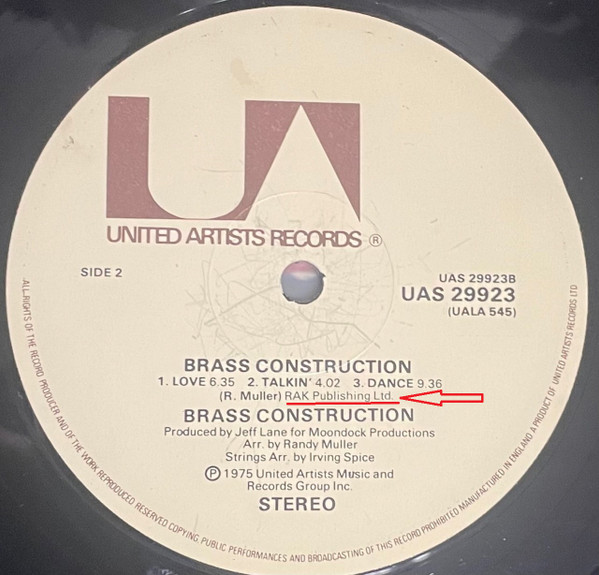 UA
UNITED ARTISTS RECORDS ®
SIDE 2
UAS 29923B
UAS 29923
(UALA 545)
BRASS CONSTRUCTION
1. LOVE 6.35 2. TALKIN' 4.02 3. DANCE 9.36
(R. Muller) RAK Publishing Ltd.
BRASS CONSTRUCTION
Produced by Jeff Lane for Moondock Productions
Arr. by Randy Muller
Strings Arr. by Irving Spice
Ⓟ 1975 United Artists Music and
Records Group Inc.
STEREO
ALL RIGHTS OF THE RECORD PRODUCER AND OF THE WORK REPRODUCED RESERVED COPYING, PUBLIC PERFORMANCES AND BROADCASTING OF THIS RECORD PROHIBITED MANUFACTURED IN ENGLAND A PRODUCT OF UNITED ARTISTS RECORDS LTD